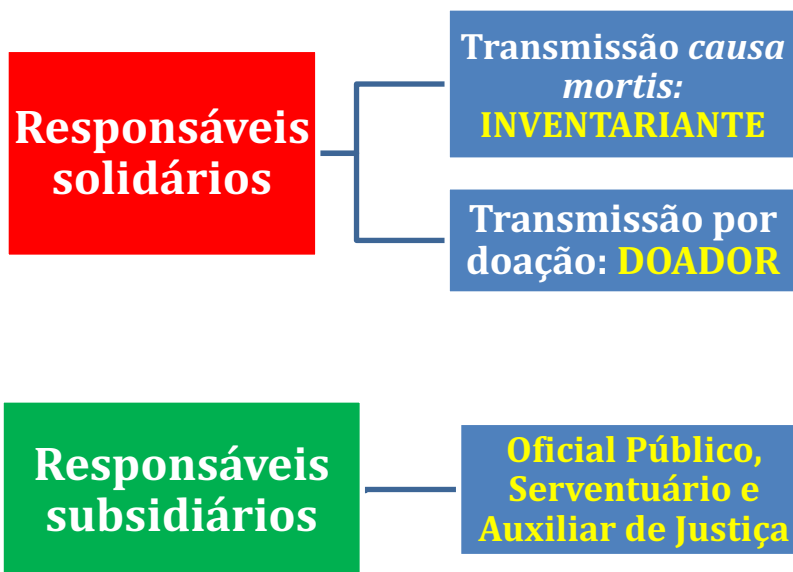 Responsáveis
solidários
Transmissão causa
mortis:
INVENTARIANTE
Transmissão por
doação: DOADOR
Responsáveis
subsidiários
Oficial Público,
Serventuário e
Auxiliar de Justiça